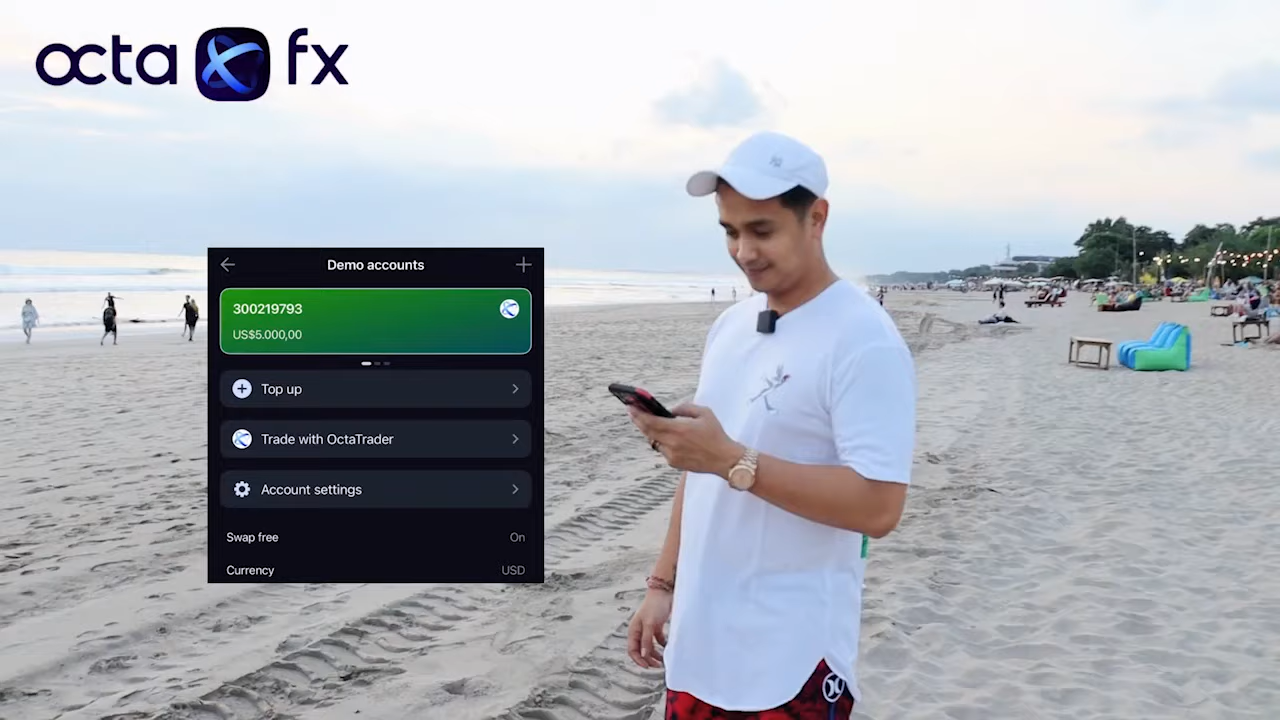 octa fx
Demo accounts
300219793
US$5.000,00
Top up
Trade with OctaTrader
Account settings
Swap free On
Currency USD